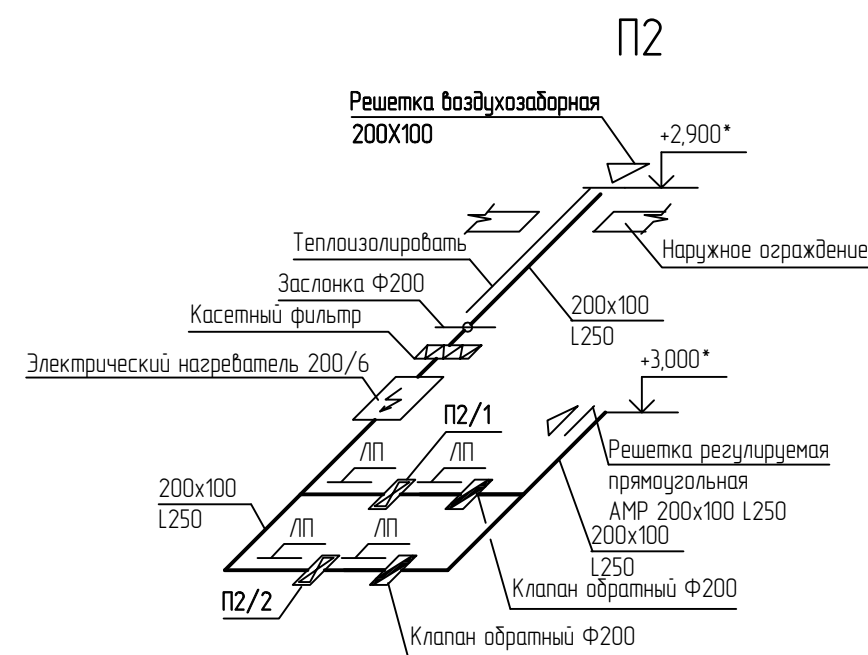 П2
Решетка воздухозаборная
200X100
+2,900*
Теплоизолировать
Наружное ограждение
Заслонка Ф200
200х100
L250
Касетный фильтр
Электрический нагреватель 200/6
+3,000*
П2/1
ЛП
ЛП
Решетка регулируемая
прямоугольная
АМР 200х100 L250
200х100
L250
200х100
L250
ЛП
ЛП
П2/2
Клапан обратный Ф200
Клапан обратный Ф200